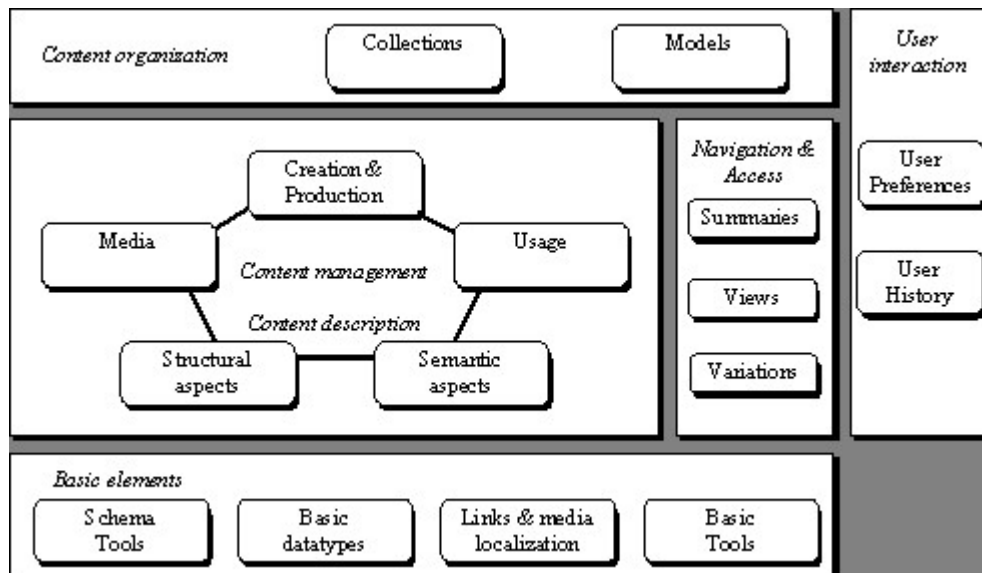 Content organization
Collections
Models
User
interaction
User
Preferences
User
History
Creation &
Production
Media
Usage
Content management
Content description
Structural
aspects
Semantic
aspects
Navigation &
Access
Summaries
Views
Variations
Basic elements
Schema
Tools
Basic
datatypes
Links & media
localization
Basic
Tools